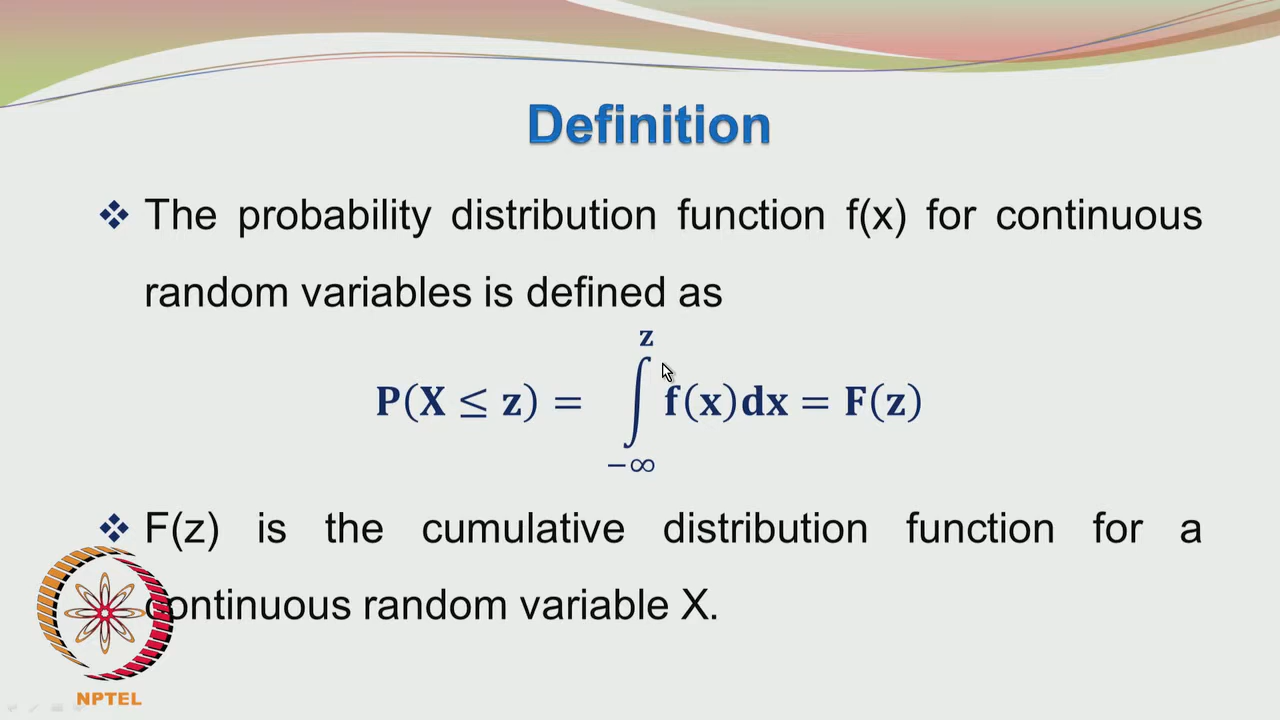 Definition
❖ The probability distribution function f(x) for continuous
random variables is defined as
P(X ≤ z) = ∫_{-∞}^{z} f(x)dx = F(z)
❖ F(z) is the cumulative distribution function for a
continuous random variable X.
NPTEL